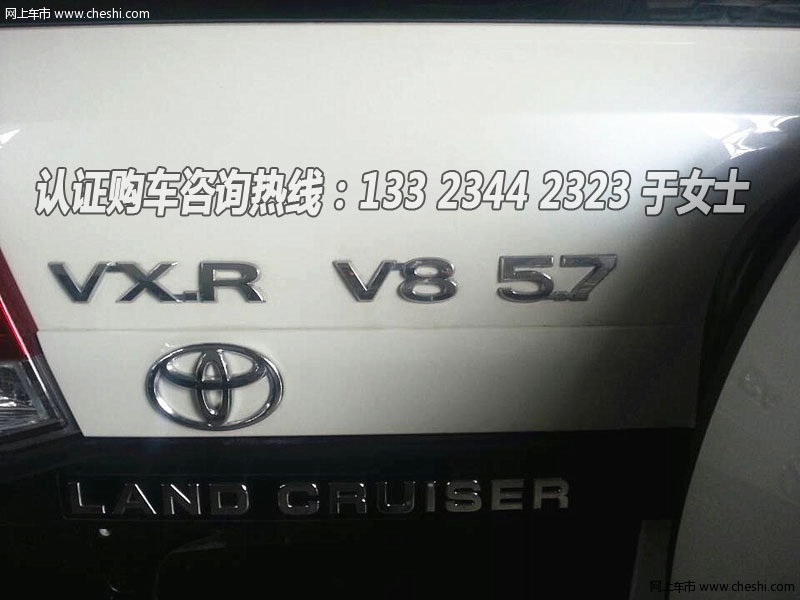 网上车市 www.cheshi.com
认证购车咨询热线：133 2344 2323 于女士
VX.R V8 5.7
LAND CRUISER
网上车市 www.cheshi.com